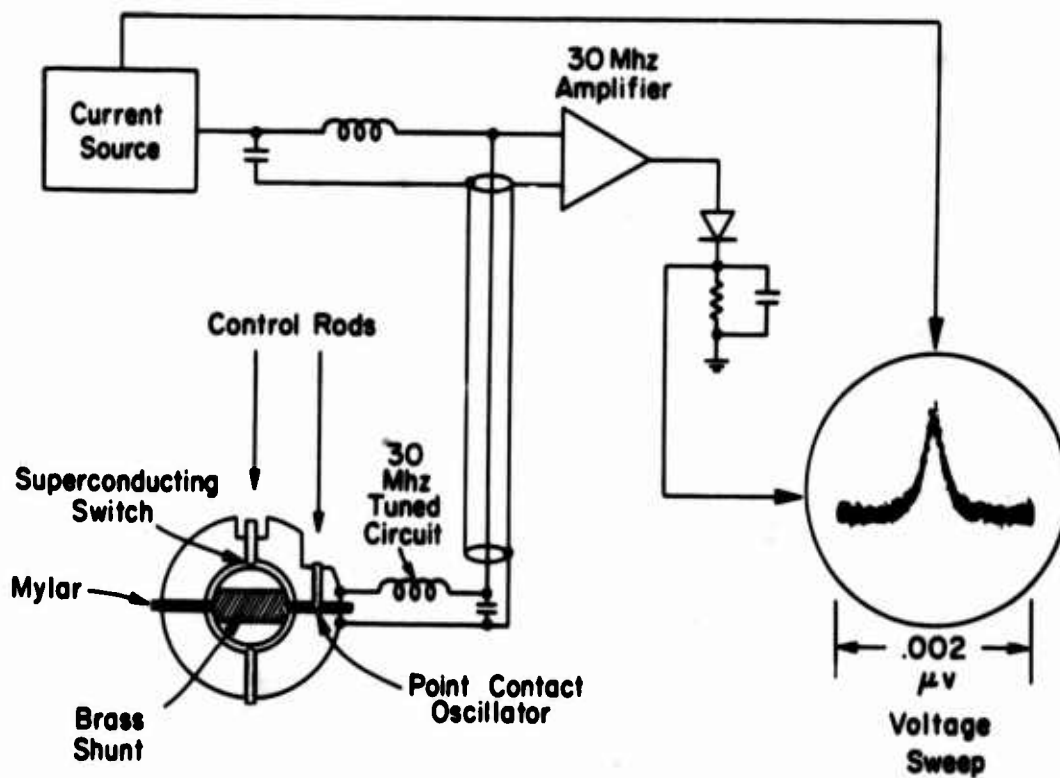 30 Mhz
Amplifier
Current
Source
Control Rods
30
Mhz
Tuned
Circuit
Superconducting
Switch
Mylar
Point Contact
Oscillator
Brass
Shunt
.002
μv
Voltage
Sweep